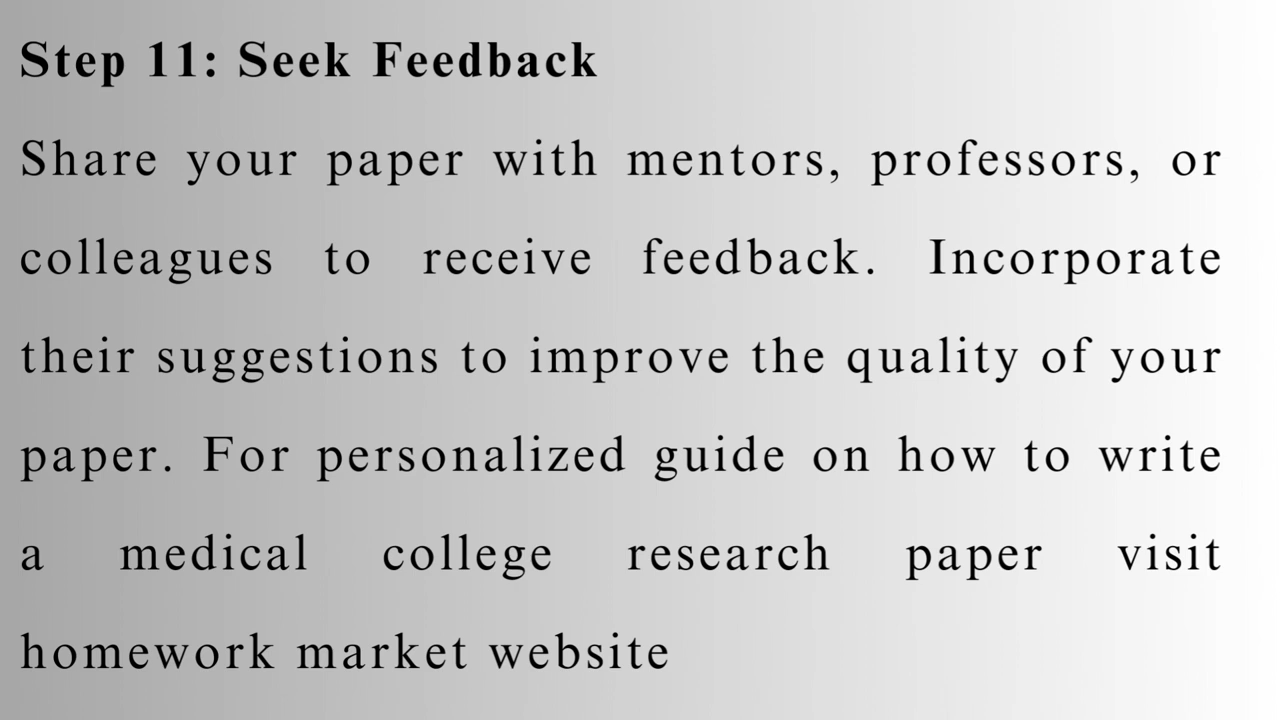 Step 11: Seek Feedback
Share your paper with mentors, professors, or
colleagues to receive feedback. Incorporate
their suggestions to improve the quality of your
paper. For personalized guide on how to write
a medical college research paper visit
homework market website